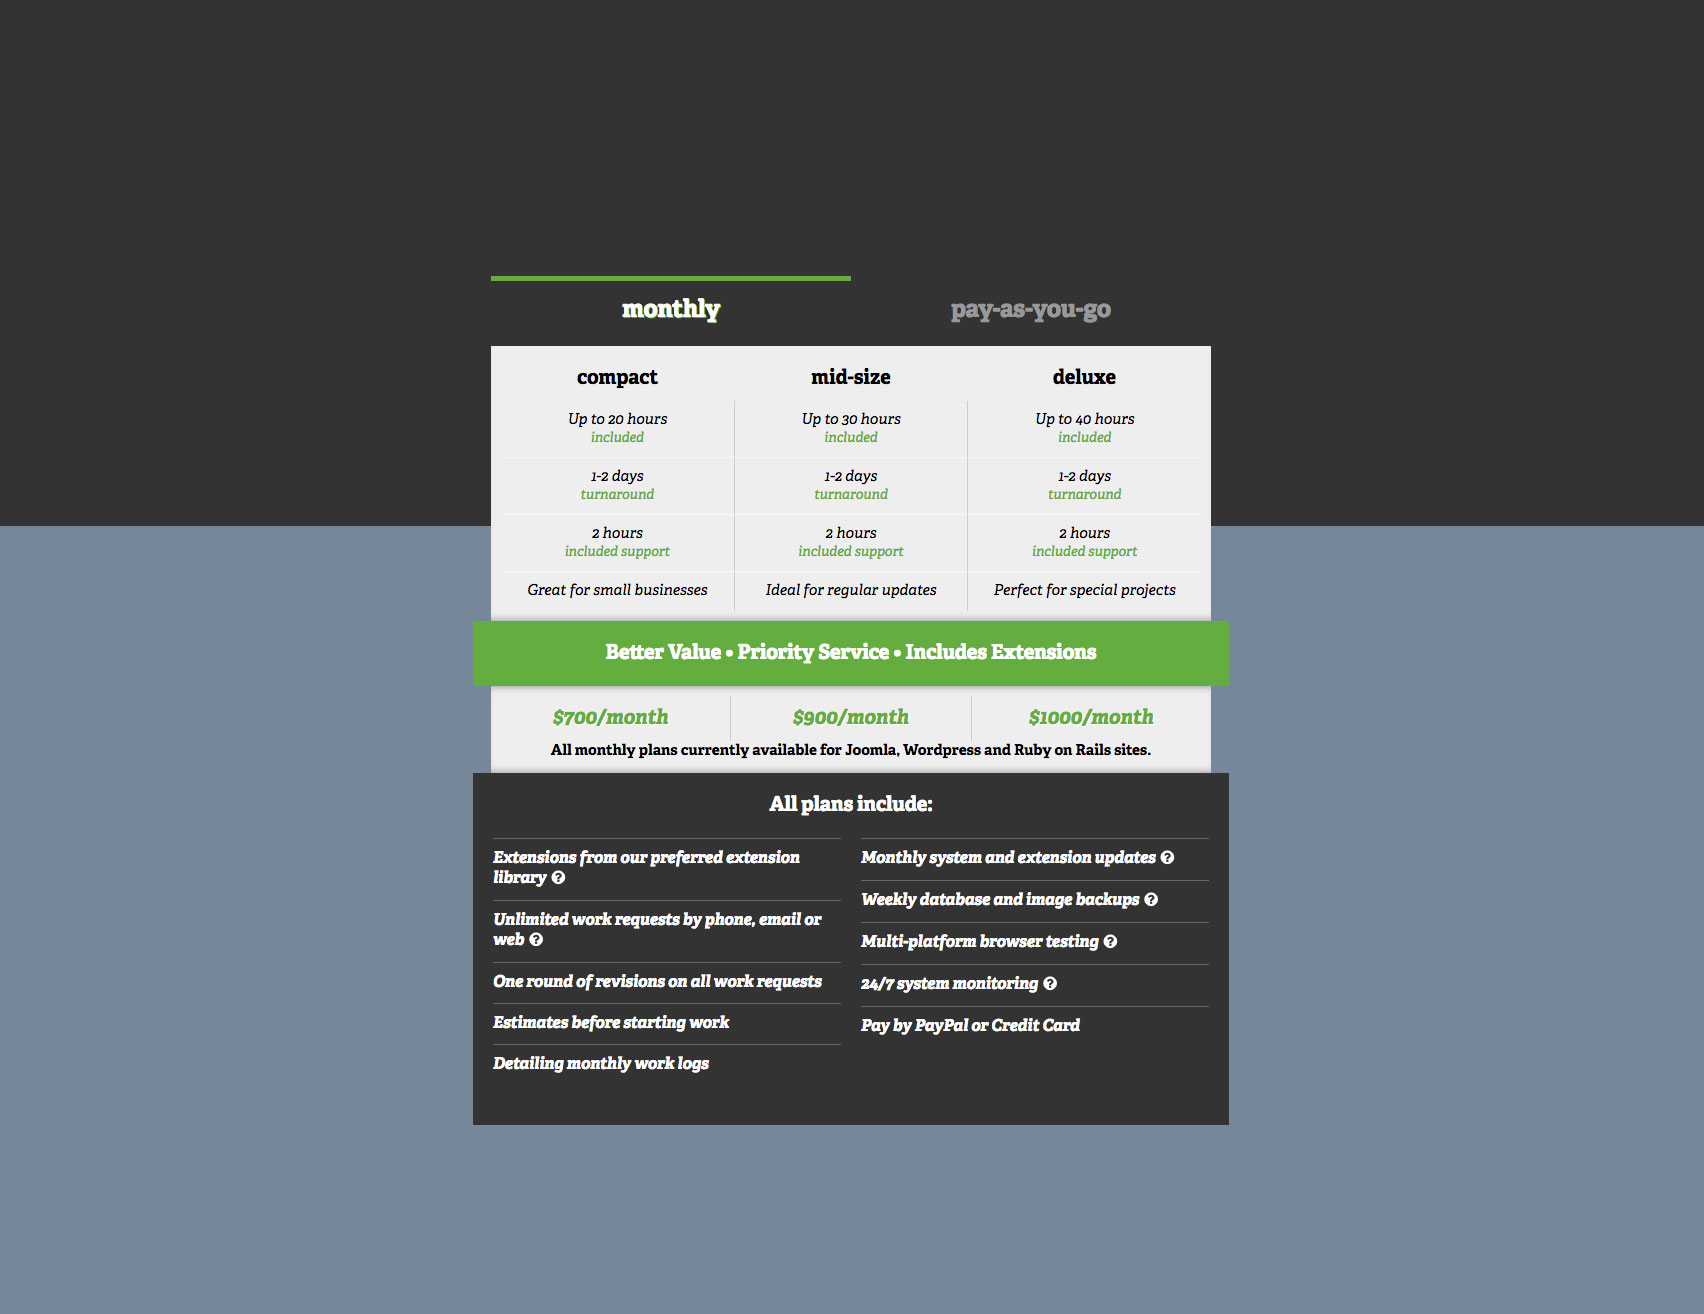 monthly
pay-as-you-go
compact
mid-size
deluxe
Up to 20 hours
included
Up to 30 hours
included
Up to 40 hours
included
1-2 days
turnaround
1-2 days
turnaround
1-2 days
turnaround
2 hours
included support
2 hours
included support
2 hours
included support
Great for small businesses
Ideal for regular updates
Perfect for special projects
Better Value • Priority Service • Includes Extensions
$700/month
$900/month
$1000/month
All monthly plans currently available for Joomla, Wordpress and Ruby on Rails sites.
All plans include:
Extensions from our preferred extension
library ?
Unlimited work requests by phone, email or
web ?
One round of revisions on all work requests
Estimates before starting work
Detailing monthly work logs
Monthly system and extension updates ?
Weekly database and image backups ?
Multi-platform browser testing ?
24/7 system monitoring ?
Pay by PayPal or Credit Card